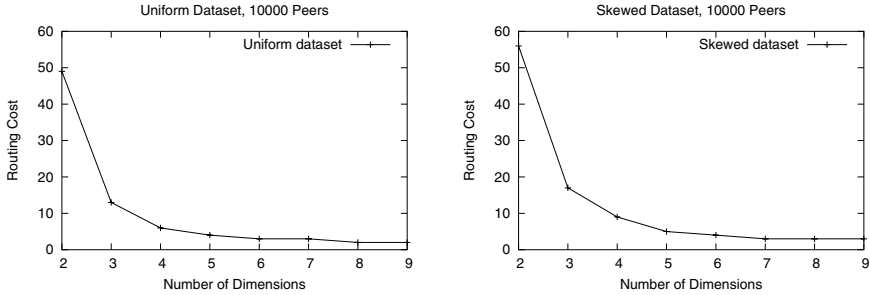 Uniform Dataset, 10000 Peers
60
50
40
30
20
10
0
Routing Cost
Uniform dataset
2 3 4 5 6 7 8 9
Number of Dimensions
Skewed Dataset, 10000 Peers
60
50
40
30
20
10
0
Routing Cost
Skewed dataset
2 3 4 5 6 7 8 9
Number of Dimensions